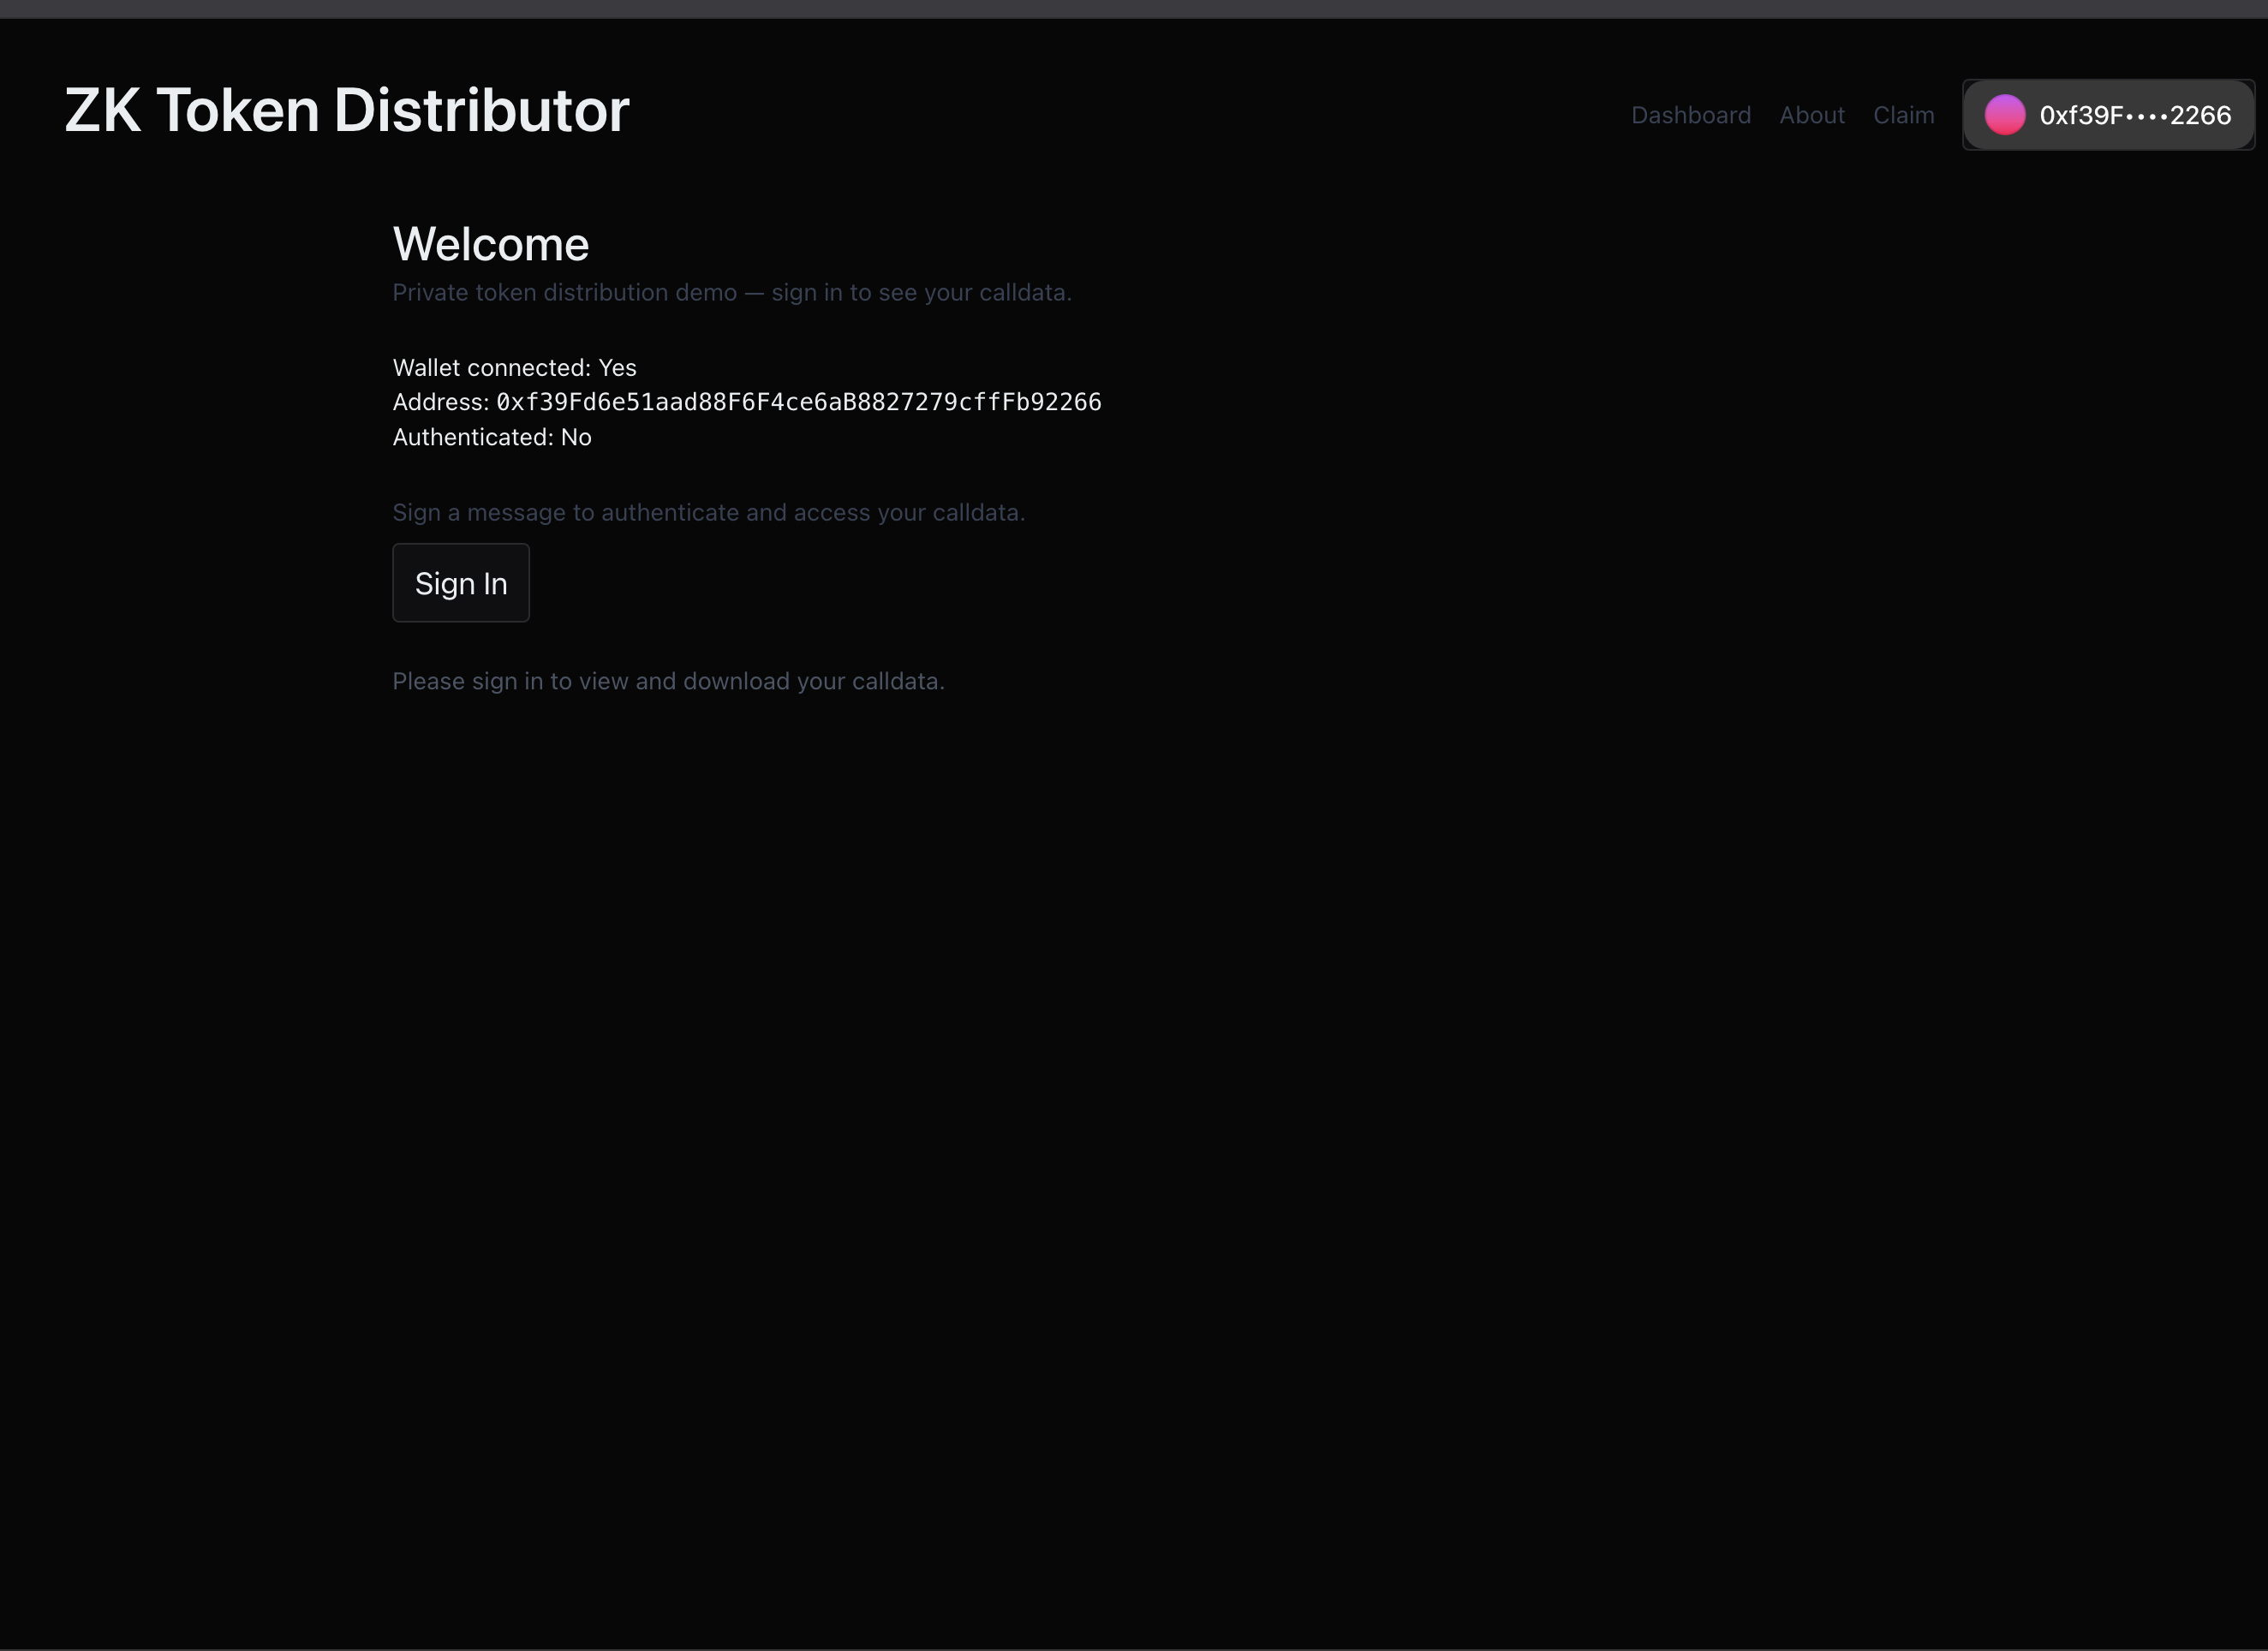 ZK Token Distributor
Dashboard About Claim 0xf39F••••2266
Welcome
Private token distribution demo — sign in to see your calldata.
Wallet connected: Yes
Address: 0xf39Fd6e51aad88F6F4ce6aB8827279cffFb92266
Authenticated: No
Sign a message to authenticate and access your calldata.
Sign In
Please sign in to view and download your calldata.